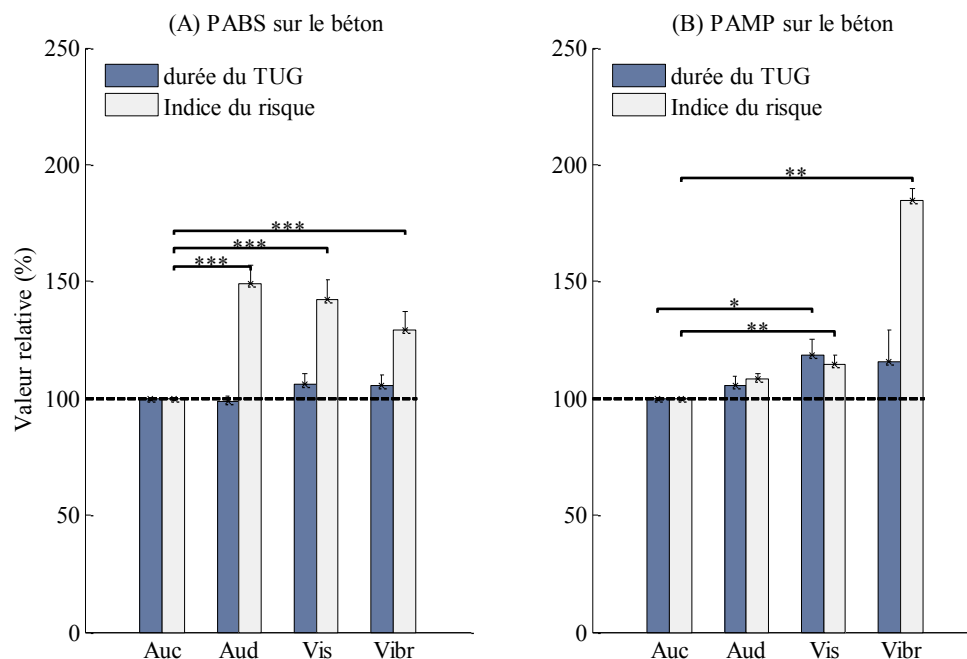 (A) PABS sur le béton
250
200
150
100
50
0
Valeur relative (%)
durée du TUG
Indice du risque
***
***
***
Auc Aud Vis Vibr
(B) PAMP sur le béton
250
200
150
100
50
0
durée du TUG
Indice du risque
**
*
**
Auc Aud Vis Vibr